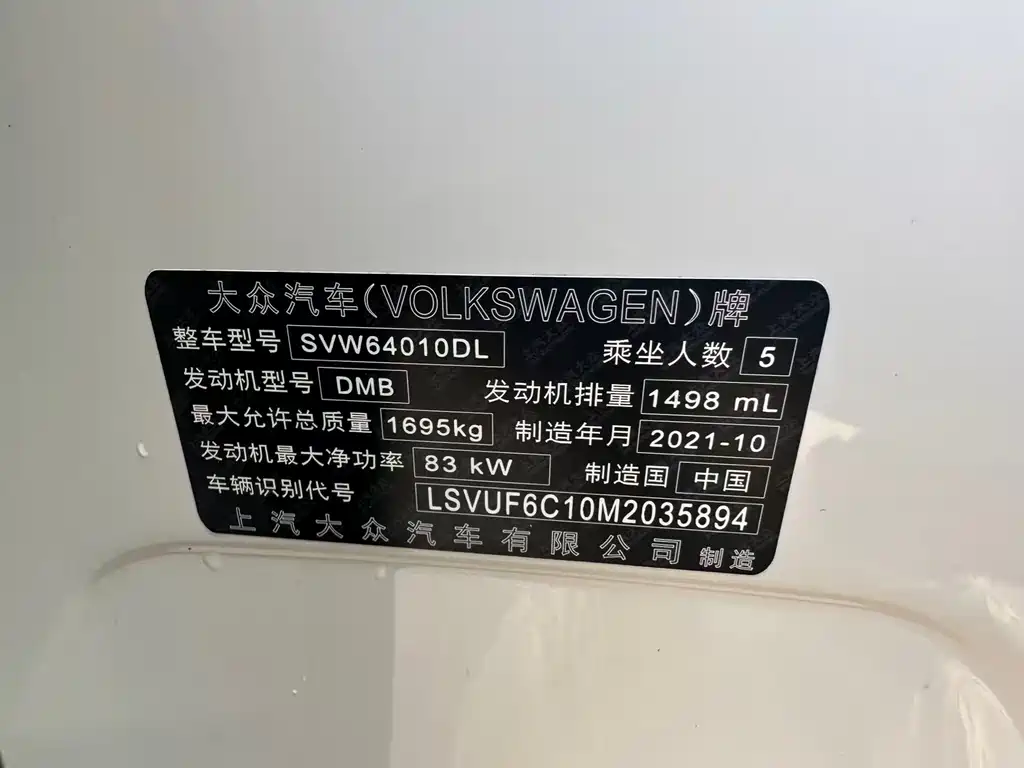 大众汽车(VOLKSWAGEN)牌
整车型号 SVW64010DL 乘坐人数 5
发动机型号 DMB 发动机排量 1498 mL
最大允许总质量 1695kg 制造年月 2021-10
发动机最大净功率 83 kW 制造国 中国
车辆识别代号 LSVUF6C10M2035894
上汽大众汽车有限公司 制造